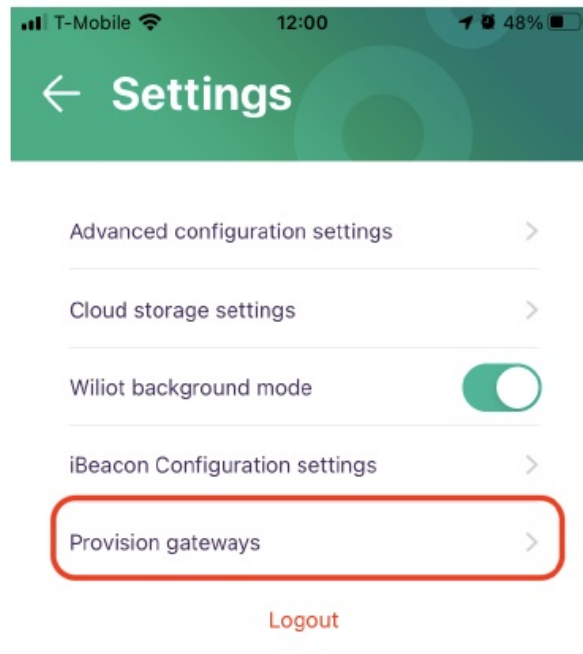 T-Mobile 12:00 48%
Settings
Advanced configuration settings
Cloud storage settings
Wiliot background mode
iBeacon Configuration settings
Provision gateways
Logout